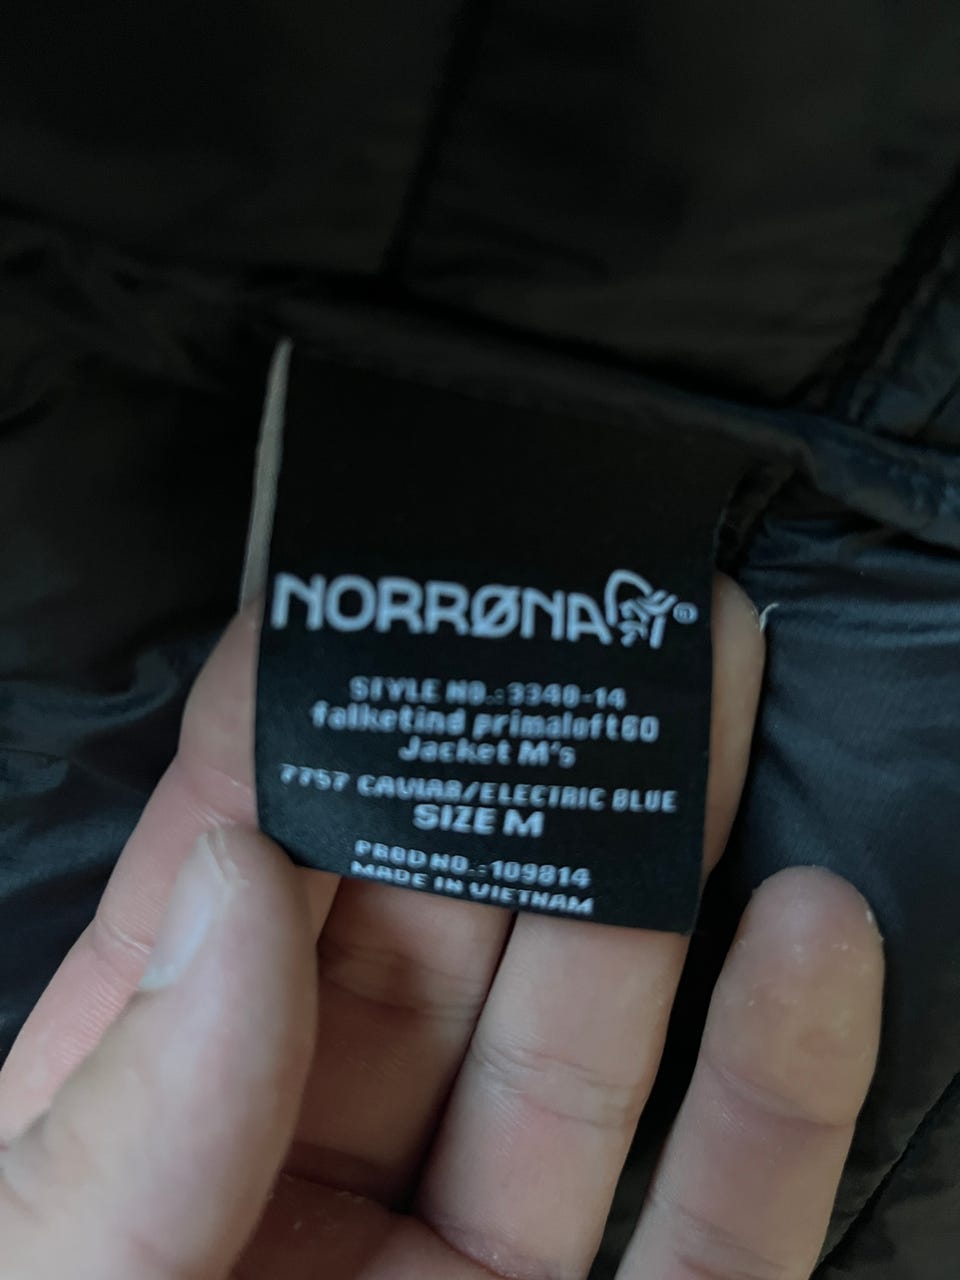 NORRØNA®
STYLE NO.:3340-14
falketind primaloft60
Jacket M's
7757 CAVIAR/ELECTRIC BLUE
SIZE M
PROD NO.:109814
MADE IN VIETNAM